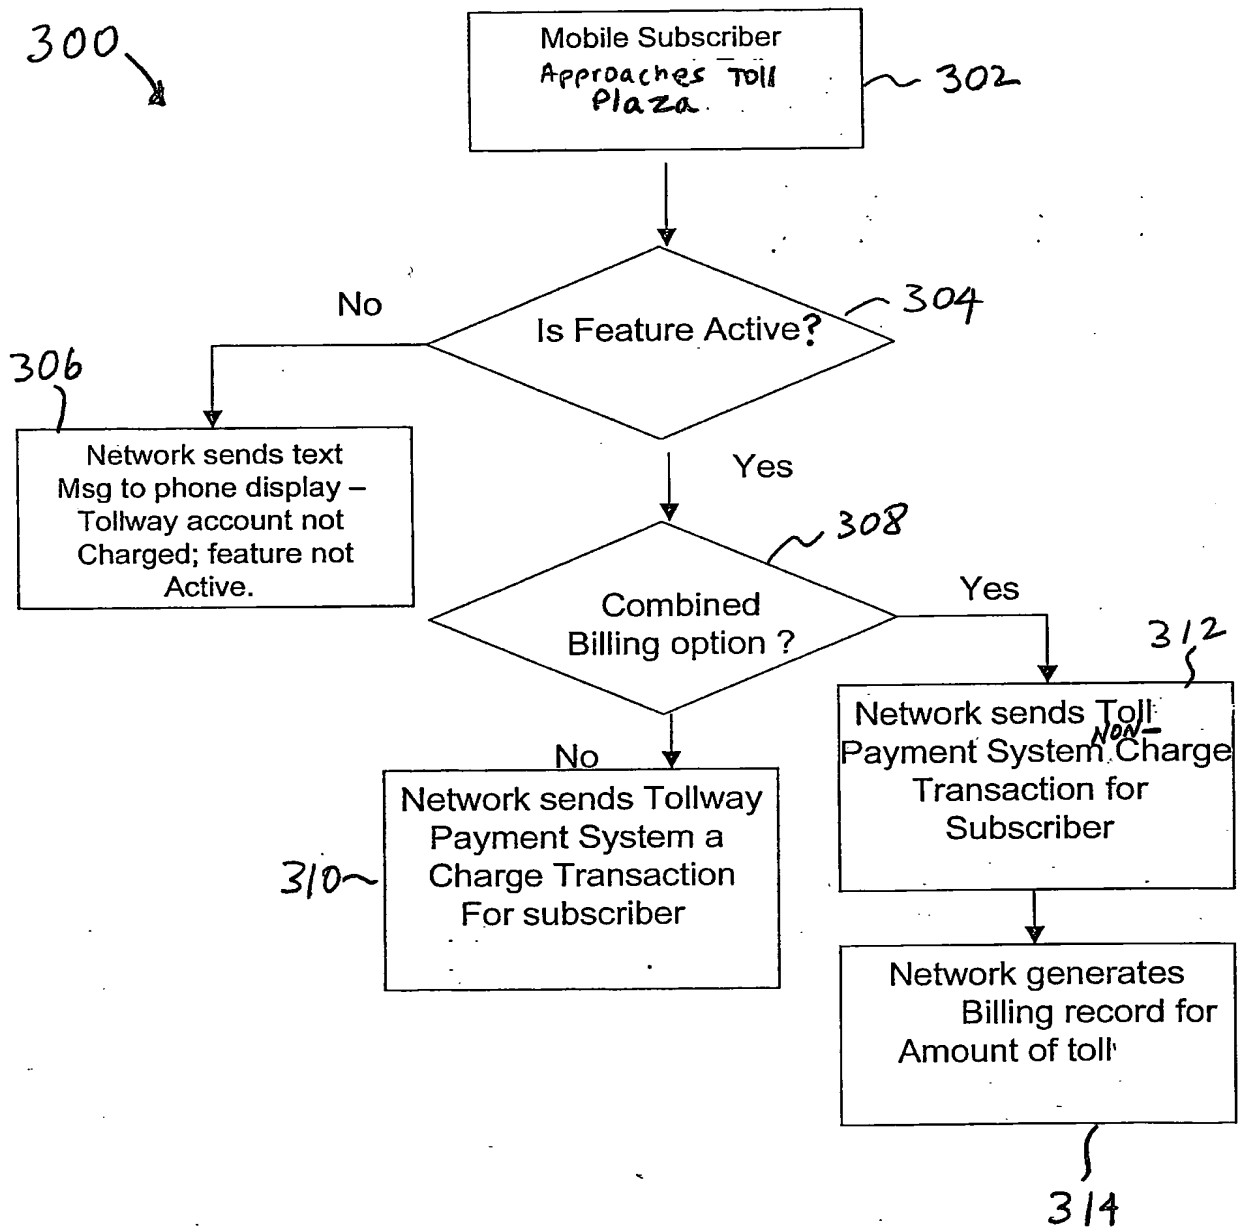 300
Mobile Subscriber
Approaches Toll
Plaza
302
304
No
Is Feature Active?
306
Network sends text
Msg to phone display –
Tollway account not
Charged; feature not
Active.
Yes
308
Combined
Billing option ?
Yes
312
Network sends Toll
Payment System NON- Charge
Transaction for
Subscriber
No
Network sends Tollway
Payment System a
Charge Transaction
For subscriber
310
Network generates
Billing record for
Amount of toll
314